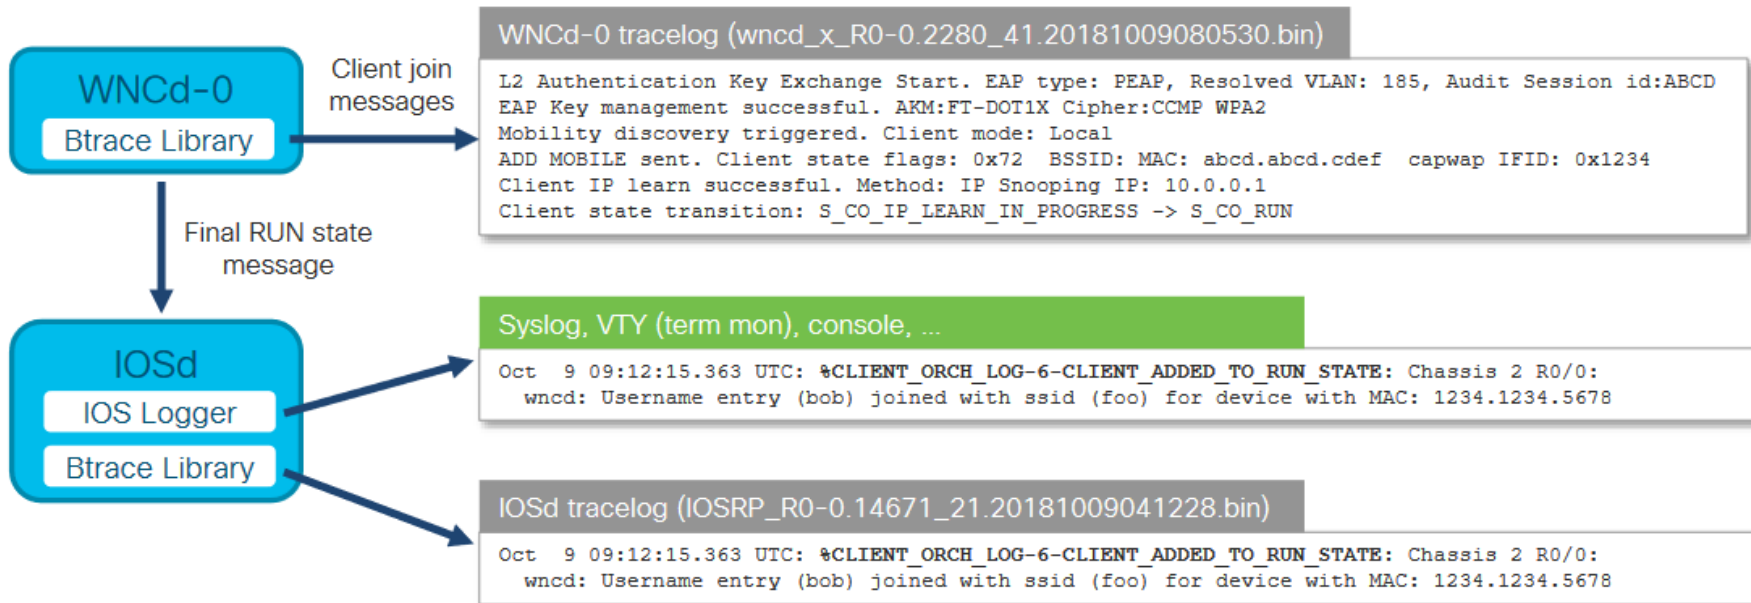 WNCd-0
Btrace Library
Client join
messages
WNCd-0 tracelog (wncd_x_R0-0.2280_41.20181009080530.bin)
L2 Authentication Key Exchange Start. EAP type: PEAP, Resolved VLAN: 185, Audit Session id:ABCD
EAP Key management successful. AKM:FT-DOT1X Cipher:CCMP WPA2
Mobility discovery triggered. Client mode: Local
ADD MOBILE sent. Client state flags: 0x72  BSSID: MAC: abcd.abcd.cdef  capwap IFID: 0x1234
Client IP learn successful. Method: IP Snooping IP: 10.0.0.1
Client state transition: S_CO_IP_LEARN_IN_PROGRESS -> S_CO_RUN
Final RUN state
message
IOSd
IOS Logger
Btrace Library
Syslog, VTY (term mon), console, ...
Oct  9 09:12:15.363 UTC: %CLIENT_ORCH_LOG-6-CLIENT_ADDED_TO_RUN_STATE: Chassis 2 R0/0:
wncd: Username entry (bob) joined with ssid (foo) for device with MAC: 1234.1234.5678
IOSd tracelog (IOSRP_R0-0.14671_21.20181009041228.bin)
Oct  9 09:12:15.363 UTC: %CLIENT_ORCH_LOG-6-CLIENT_ADDED_TO_RUN_STATE: Chassis 2 R0/0:
wncd: Username entry (bob) joined with ssid (foo) for device with MAC: 1234.1234.5678